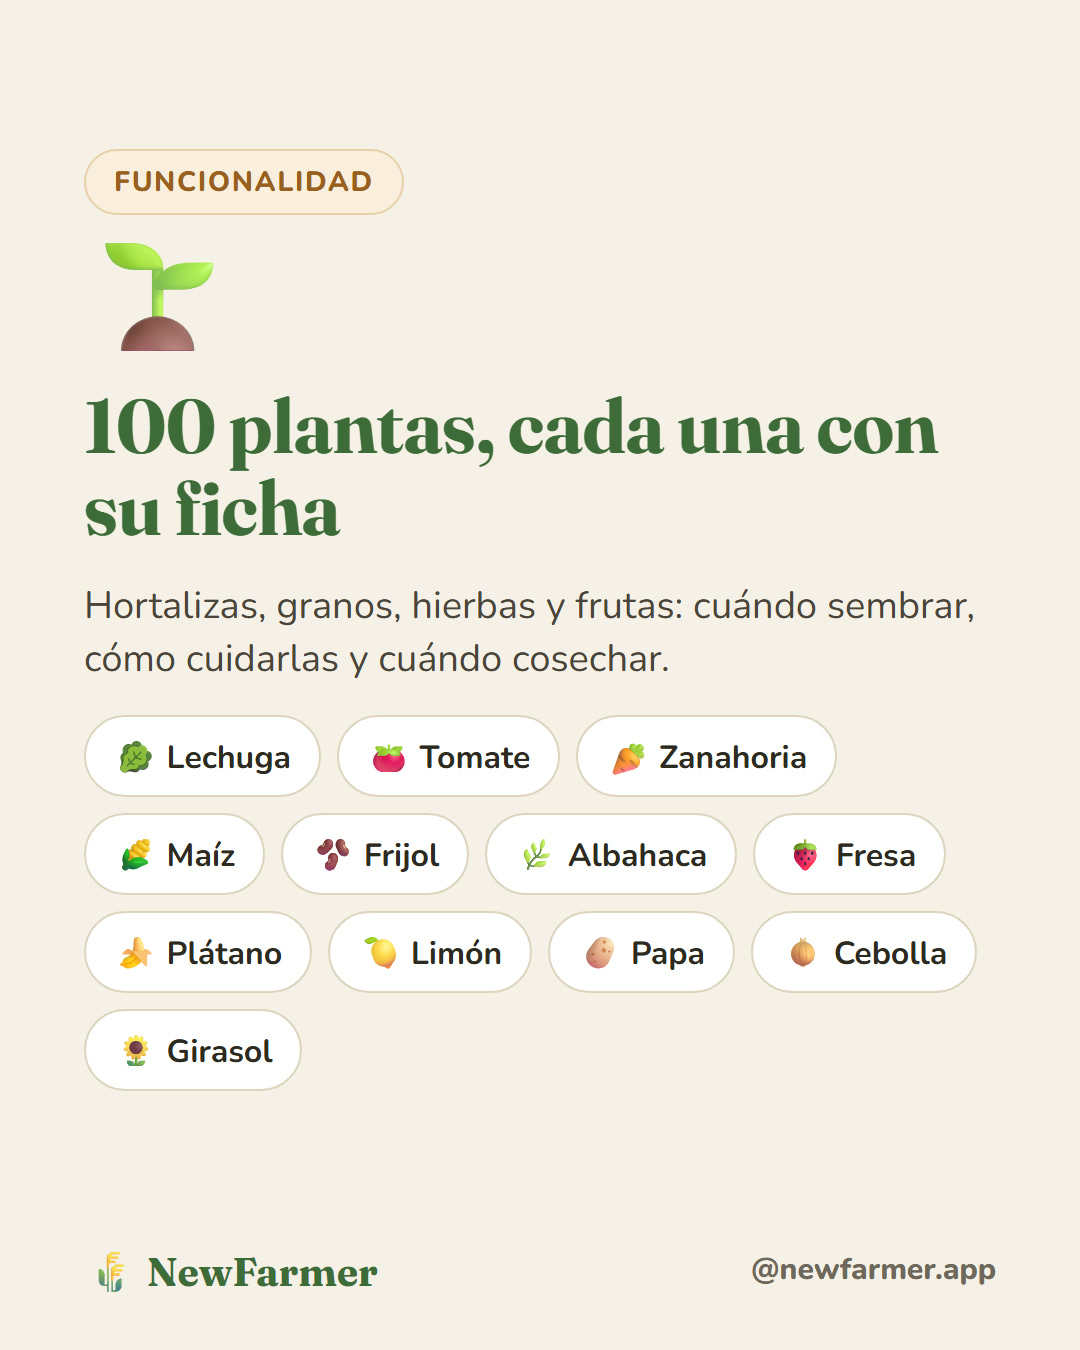 FUNCIONALIDAD
100 plantas, cada una con
su ficha
Hortalizas, granos, hierbas y frutas: cuándo sembrar,
cómo cuidarlas y cuándo cosechar.
Lechuga Tomate Zanahoria
Maíz Frijol Albahaca Fresa
Plátano Limón Papa Cebolla
Girasol
NewFarmer @newfarmer.app